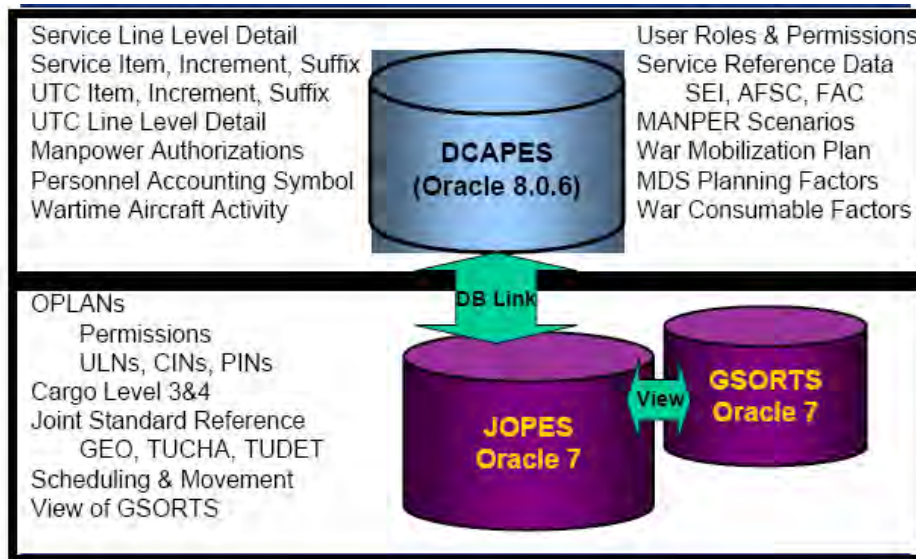 Service Line Level Detail
Service Item, Increment, Suffix
UTC Item, Increment, Suffix
UTC Line Level Detail
Manpower Authorizations
Personnel Accounting Symbol
Wartime Aircraft Activity
DCAPES
(Oracle 8.0.6)
User Roles & Permissions
Service Reference Data
SEI, AFSC, FAC
MANPER Scenarios
War Mobilization Plan
MDS Planning Factors
War Consumable Factors
DB Link
OPLANs
Permissions
ULNs, CINs, PINs
Cargo Level 3&4
Joint Standard Reference
GEO, TUCHA, TUDET
Scheduling & Movement
View of GSORTS
JOPES
Oracle 7
View
GSORTS
Oracle 7